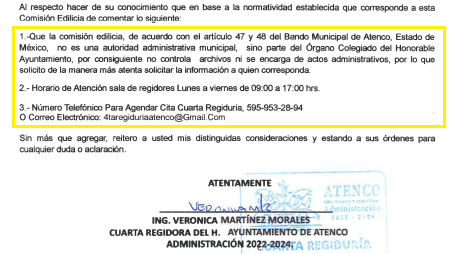 Al respecto hacer de su conocimiento que en base a la normatividad establecida que corresponde a esta
Comisión Edilicia de comentar lo siguiente:
1.-Que la comisión edilicia, de acuerdo con el artículo 47 y 48 del Bando Municipal de Atenco, Estado de
México, no es una autoridad administrativa municipal, sino parte del Órgano Colegiado del Honorable
Ayuntamiento, por consiguiente no controla archivos ni se encarga de actos administrativos, por lo que
solicito de la manera más atenta solicitar la información a quien corresponda.
2.- Horario de Atención sala de regidores Lunes a viernes de 09:00 a 17:00 hrs.
3.- Número Telefónico Para Agendar Cita Cuarta Regiduria, 595-953-28-94
O Correo Electrónico: 4taregiduriaatenco@Gmail.Com
Sin más que agregar, reitero a usted mis distinguidas consideraciones y estando a sus órdenes para
cualquier duda o aclaración.
ATENTAMENTE
ATENCO
Administración
2022 - 2024
ING. VERONICA MARTÍNEZ MORALES
CUARTA REGIDORA DEL H. AYUNTAMIENTO DE ATENCO
ADMINISTRACIÓN 2022-2024.
CUARTA REGIDURÍA